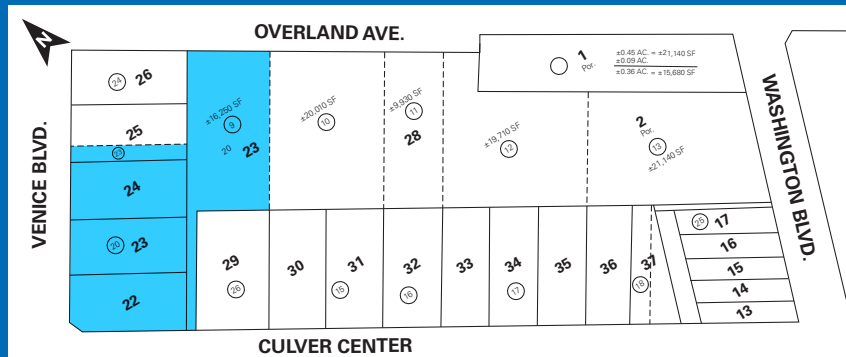 N
OVERLAND AVE.
VENICE BLVD.
WASHINGTON BLVD.
CULVER CENTER
24 26
25
23
24
20 23
22
±16,250 SF
9
20 23
±20,010 SF
10
±9,930 SF
11
28
±19,710 SF
12
1
Por.
±0.45 AC. = ±21,140 SF
±0.09 AC.
±0.36 AC. = ±15,680 SF
2
Por.
13
±21,140 SF
29
26
30
31
15
32
16
33
34
17
35
36
37
18
25 17
16
15
14
13